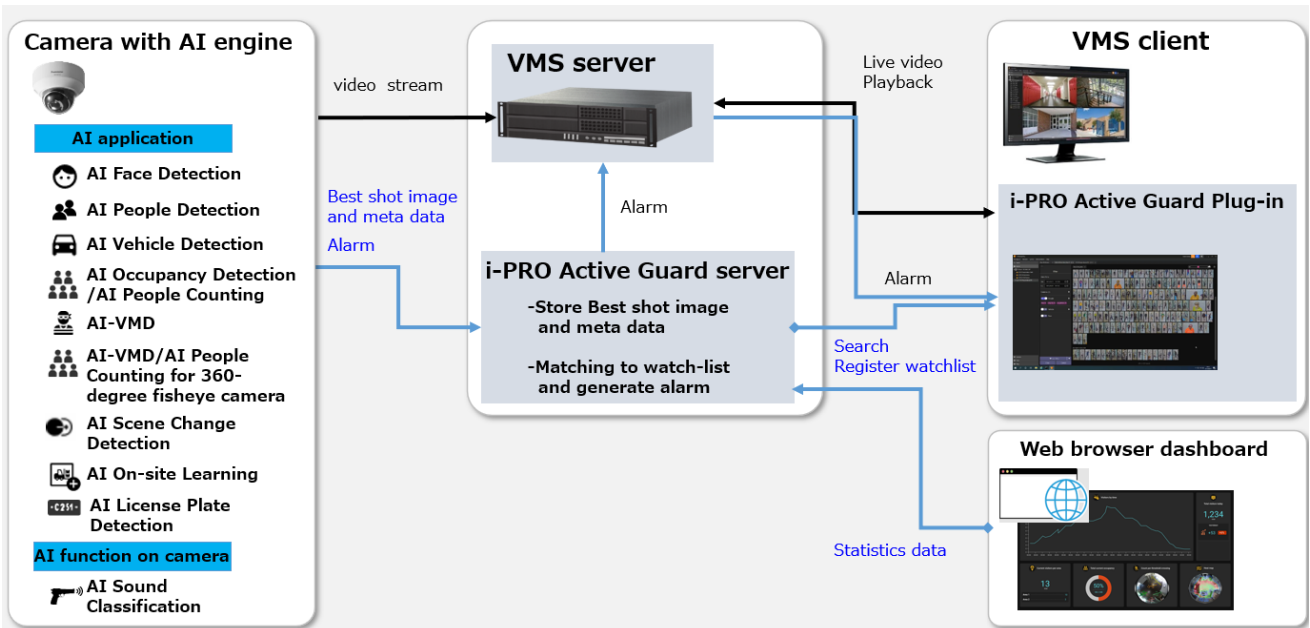 Camera with AI engine
AI application
AI Face Detection
AI People Detection
AI Vehicle Detection
AI Occupancy Detection
/AI People Counting
AI-VMD
AI-VMD/AI People
Counting for 360-
degree fisheye camera
AI Scene Change
Detection
AI On-site Learning
AI License Plate
Detection
AI function on camera
AI Sound
Classification
video stream
Best shot image
and meta data
Alarm
VMS server
Alarm
i-PRO Active Guard server
-Store Best shot image
and meta data
-Matching to watch-list
and generate alarm
Live video
Playback
Alarm
Search
Register watchlist
Statistics data
VMS client
i-PRO Active Guard Plug-in
Web browser dashboard
1,234
13